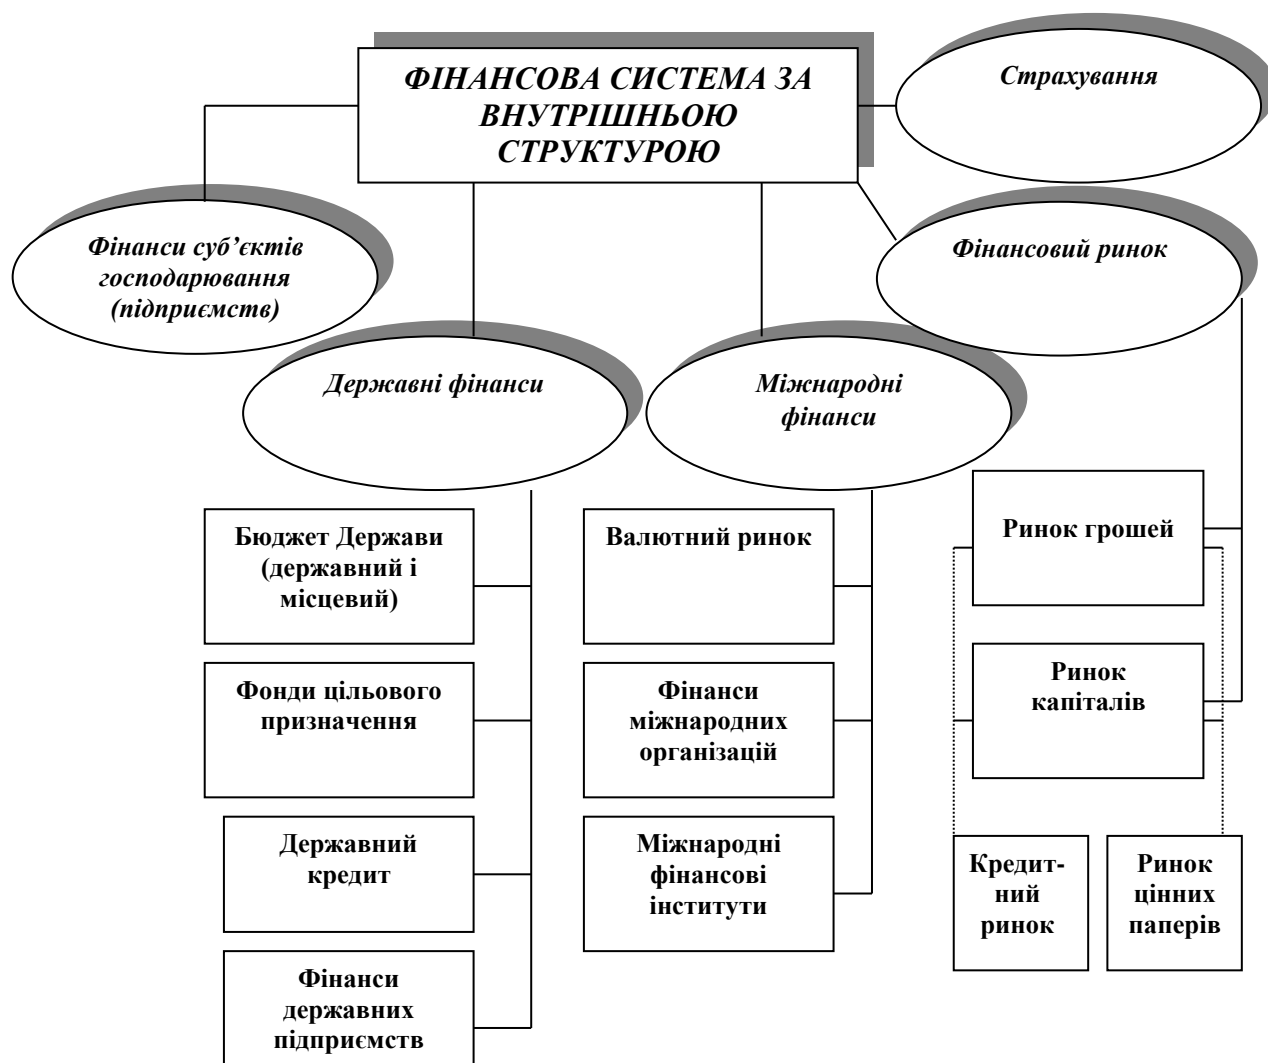 ФІНАНСОВА СИСТЕМА ЗА
ВНУТРІШНЬОЮ
СТРУКТУРОЮ
Страхування
Фінанси суб’єктів
господарювання
(підприємств)
Фінансовий ринок
Державні фінанси
Міжнародні
фінанси
Бюджет Держави
(державний і
місцевий)
Фонди цільового
призначення
Державний
кредит
Фінанси
державних
підприємств
Валютний ринок
Фінанси
міжнародних
організацій
Міжнародні
фінансові
інститути
Ринок грошей
Ринок
капіталів
Кредит-
ний
ринок
Ринок
цінних
паперів